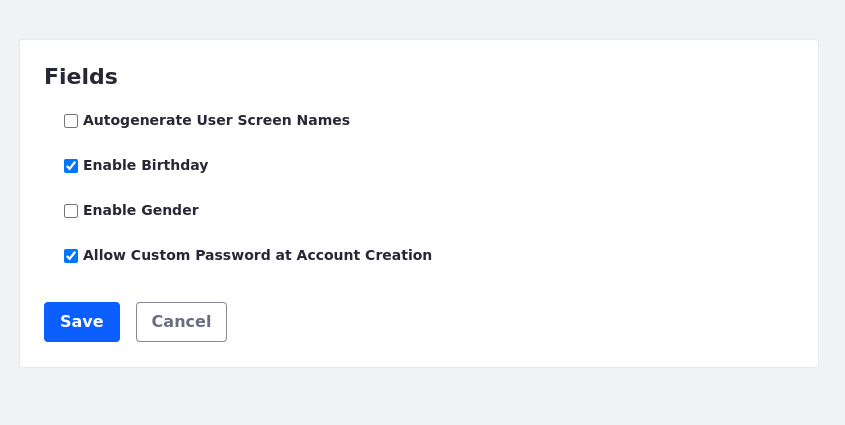 Fields
Autogenerate User Screen Names
Enable Birthday
Enable Gender
Allow Custom Password at Account Creation
Save Cancel